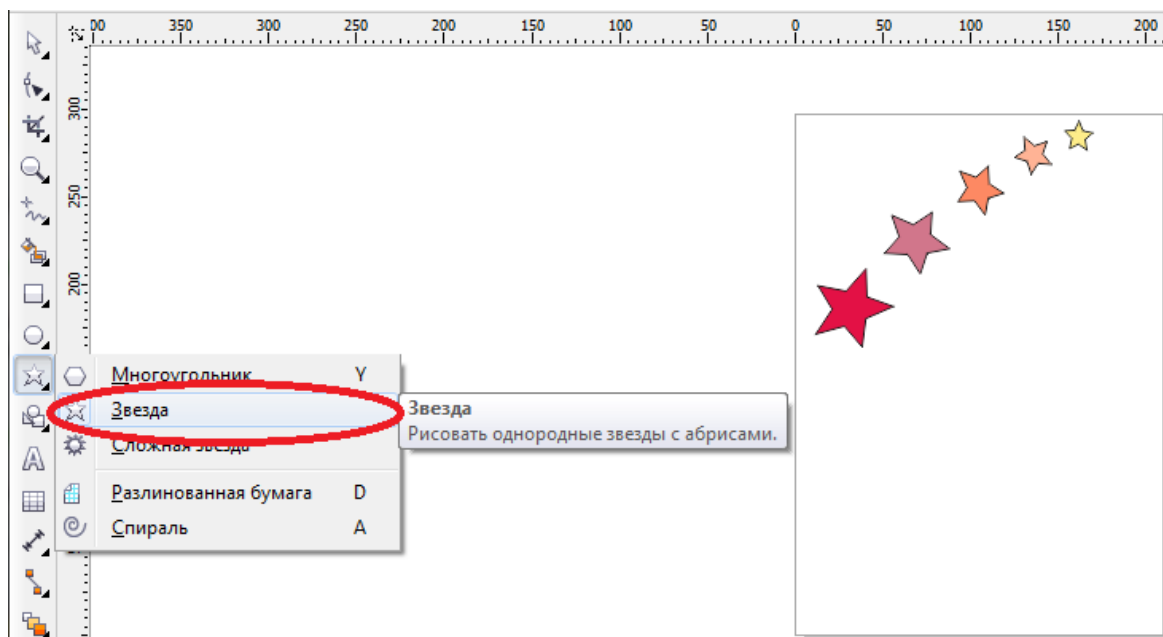 00 350 300 250 200 150 100 50 0 50 100 150 200
300
250
200
Многоугольник Y
Звезда
Звезда
Рисовать однородные звезды с абрисами.
Сложная звезда
Разлинованная бумага D
Спираль A